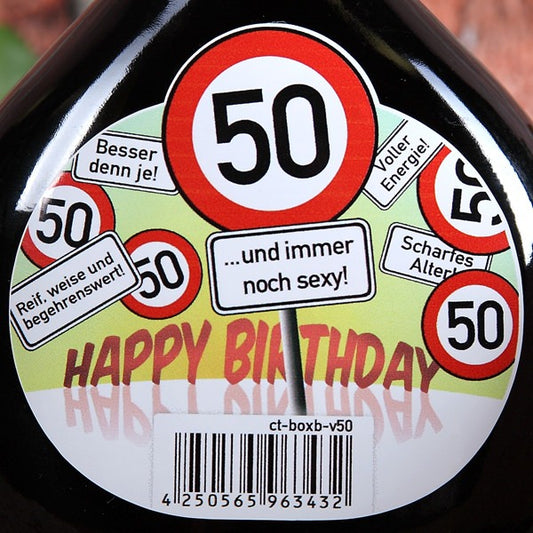 50
Besser
denn je!
Voller
Energie!
50
50
50
Reif, weise und
begehrenswert!
...und immer
noch sexy!
Scharfes
Alter!
50
HAPPY BIRTHDAY
ct-boxb-v50
4 250565 963432